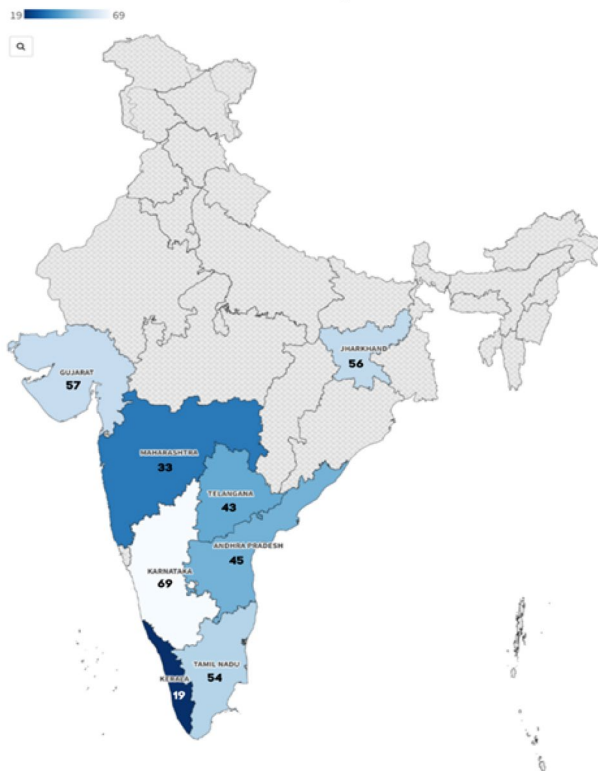 19 69
JHARKHAND
56
GUJARAT
57
MAHARASHTRA
33
TELANGANA
43
ANDHRA PRADESH
45
KARNATAKA
69
TAMIL NADU
54
KERALA
19